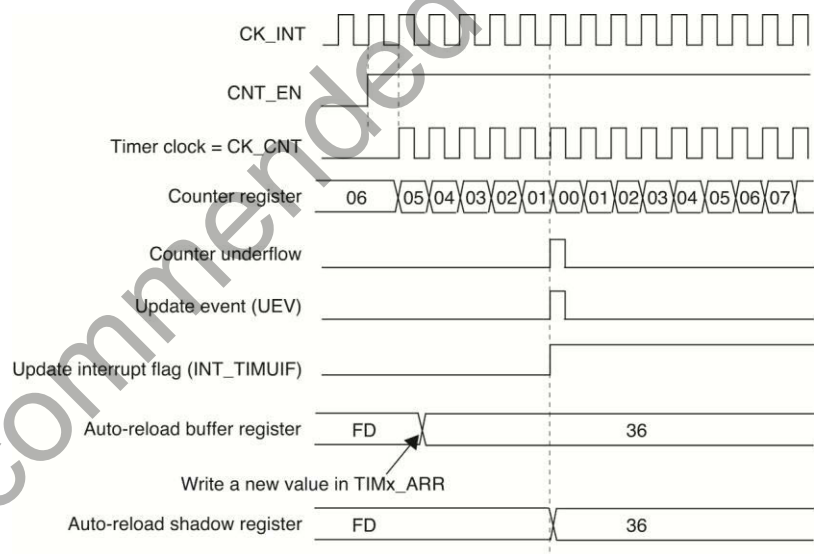 CK_INT
CNT_EN
Timer clock = CK_CNT
Counter register 06 05 04 03 02 01 00 01 02 03 04 05 06 07
Counter underflow
Update event (UEV)
Update interrupt flag (INT_TIMUIF)
Auto-reload buffer register FD 36
Write a new value in TIMx_ARR
Auto-reload shadow register FD 36
commended